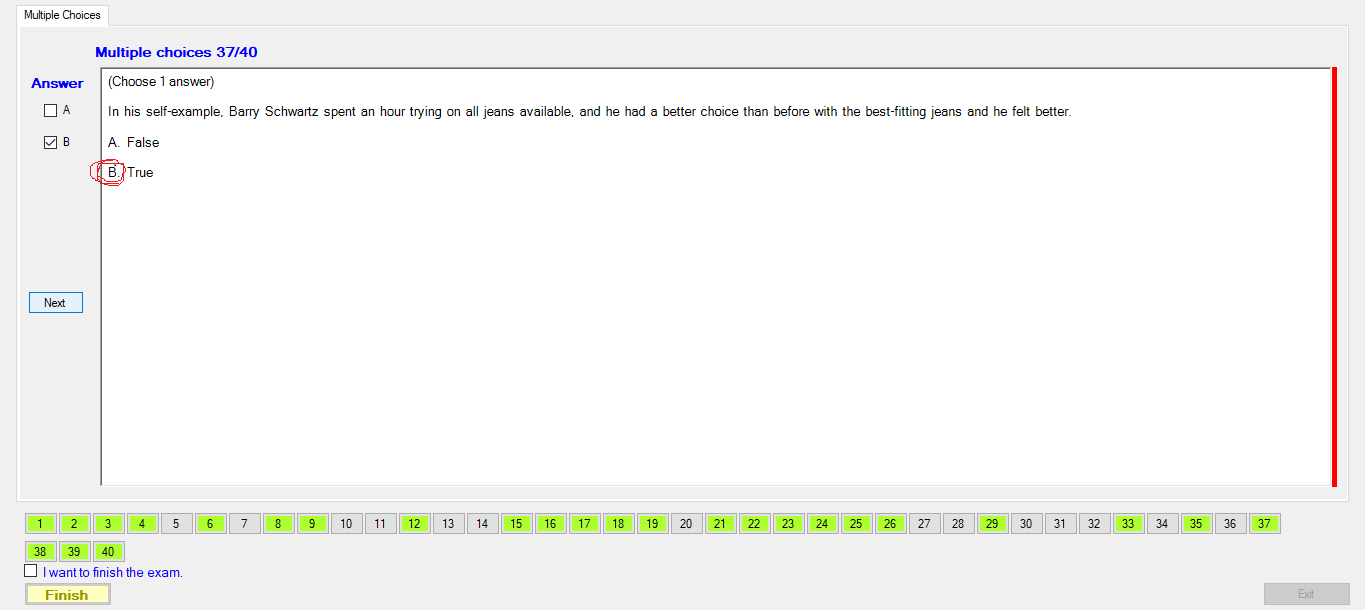 Multiple Choices
Multiple choices 37/40
Answer
(Choose 1 answer)
A
In his self-example, Barry Schwartz spent an hour trying on all jeans available, and he had a better choice than before with the best-fitting jeans and he felt better.
B
A. False
B. True
Next
1 2 3 4 5 6 7 8 9 10 11 12 13 14 15 16 17 18 19 20 21 22 23 24 25 26 27 28 29 30 31 32 33 34 35 36 37
38 39 40
I want to finish the exam.
Finish
Exit